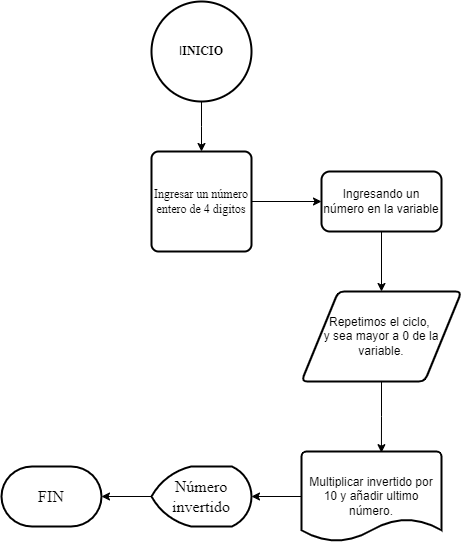 INICIO
Ingresar un número
entero de 4 digitos
Ingresando un
número en la variable
Repetimos el ciclo,
y sea mayor a 0 de la
variable.
Multiplicar invertido por
10 y añadir ultimo
número.
Número
invertido
FIN